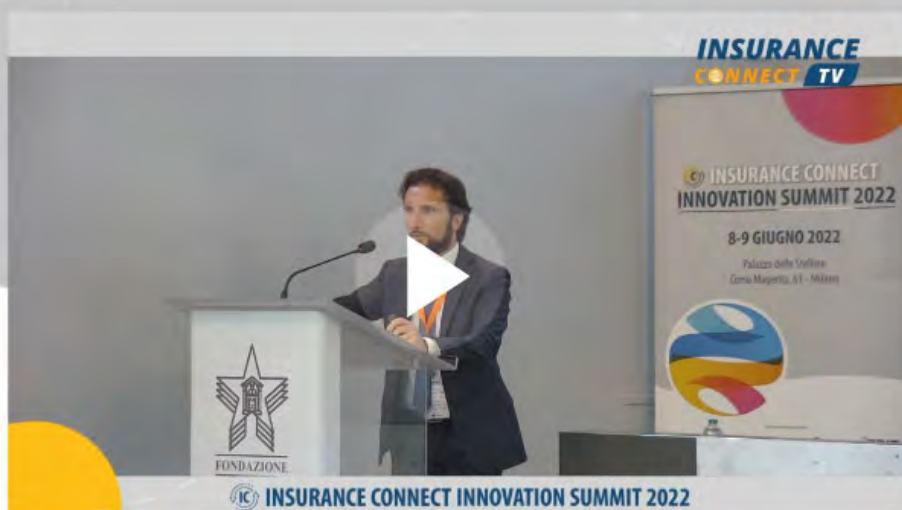 INSURANCE
CONNECT TV
INSURANCE CONNECT
INNOVATION SUMMIT 2022
8-9 GIUGNO 2022
Palazzo delle Stelline
Corso Magenta, 61 - Milano
FONDAZIONE
IC INSURANCE CONNECT INNOVATION SUMMIT 2022